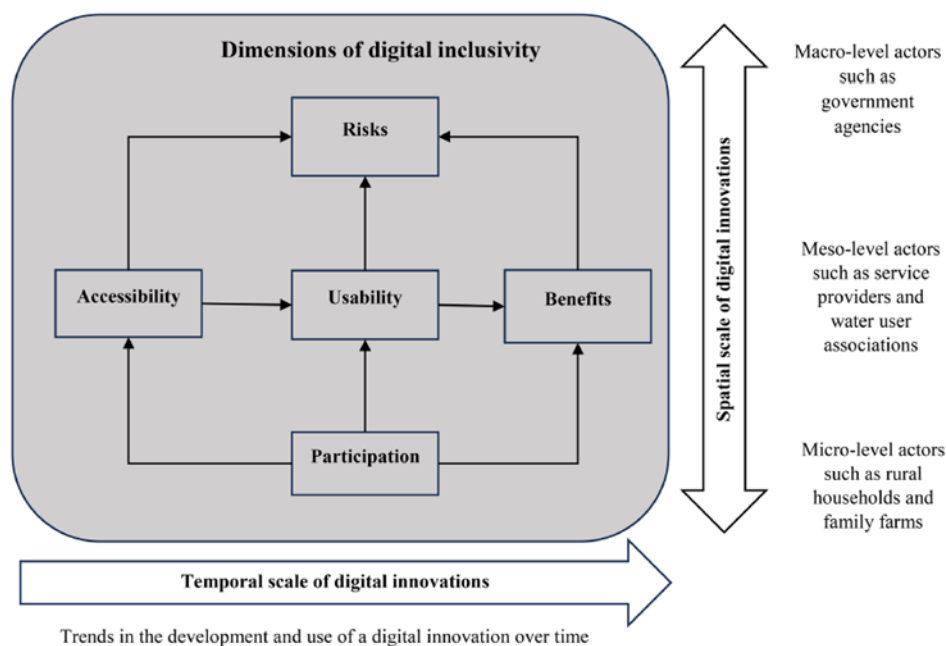 Dimensions of digital inclusivity
Risks
Accessibility
Usability
Benefits
Participation
Spatial scale of digital innovations
Macro-level actors
such as
government
agencies
Meso-level actors
such as service
providers and
water user
associations
Micro-level actors
such as rural
households and
family farms
Temporal scale of digital innovations
Trends in the development and use of a digital innovation over time